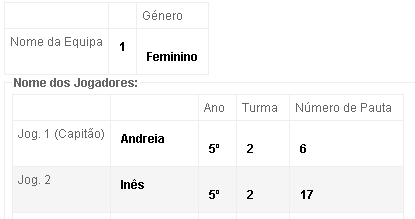 Género
Nome da Equipa 1 Feminino
Nome dos Jogadores:
Ano Turma Número de Pauta
Jog. 1 (Capitão) Andreia 5º 2 6
Jog. 2 Inês 5º 2 17